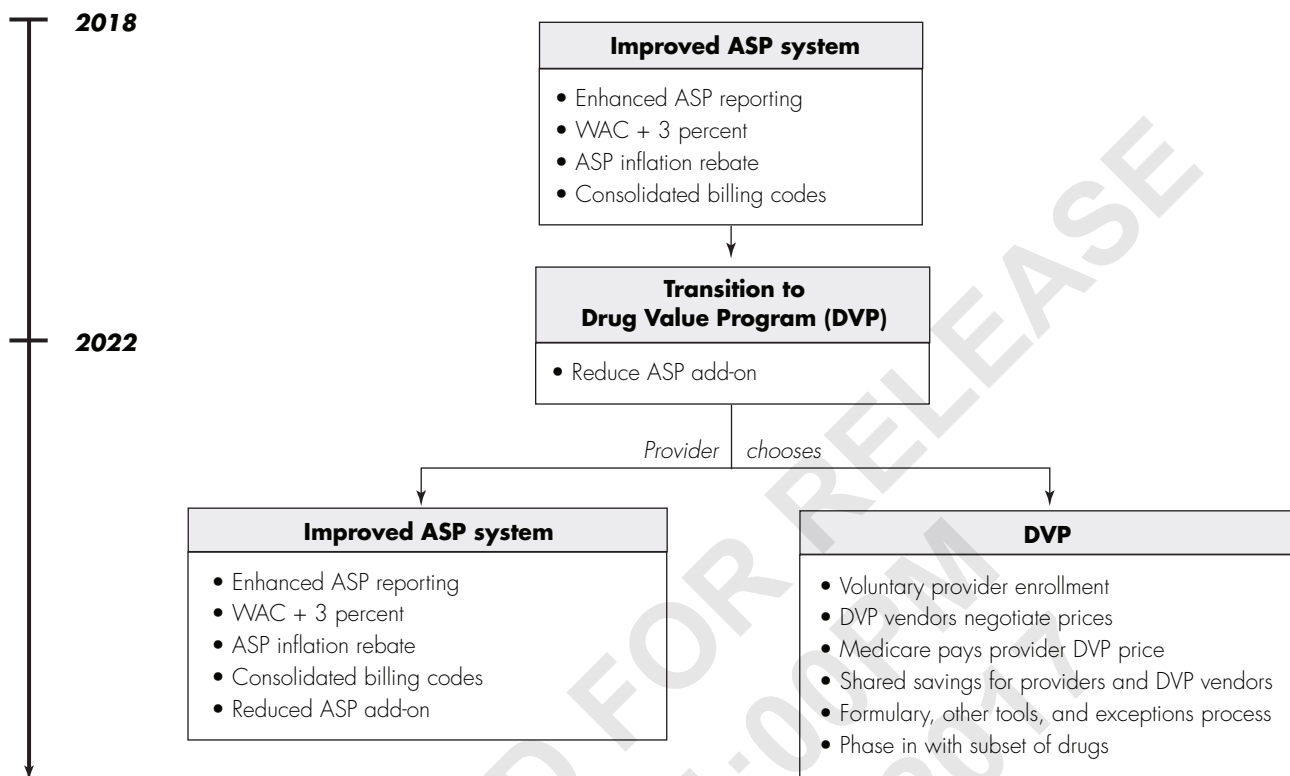 2018
Improved ASP system
• Enhanced ASP reporting
• WAC + 3 percent
• ASP inflation rebate
• Consolidated billing codes
Transition to
Drug Value Program (DVP)
2022
• Reduce ASP add-on
Provider chooses
Improved ASP system
• Enhanced ASP reporting
• WAC + 3 percent
• ASP inflation rebate
• Consolidated billing codes
• Reduced ASP add-on
DVP
• Voluntary provider enrollment
• DVP vendors negotiate prices
• Medicare pays provider DVP price
• Shared savings for providers and DVP vendors
• Formulary, other tools, and exceptions process
• Phase in with subset of drugs
FOR RELEASE
:00PM